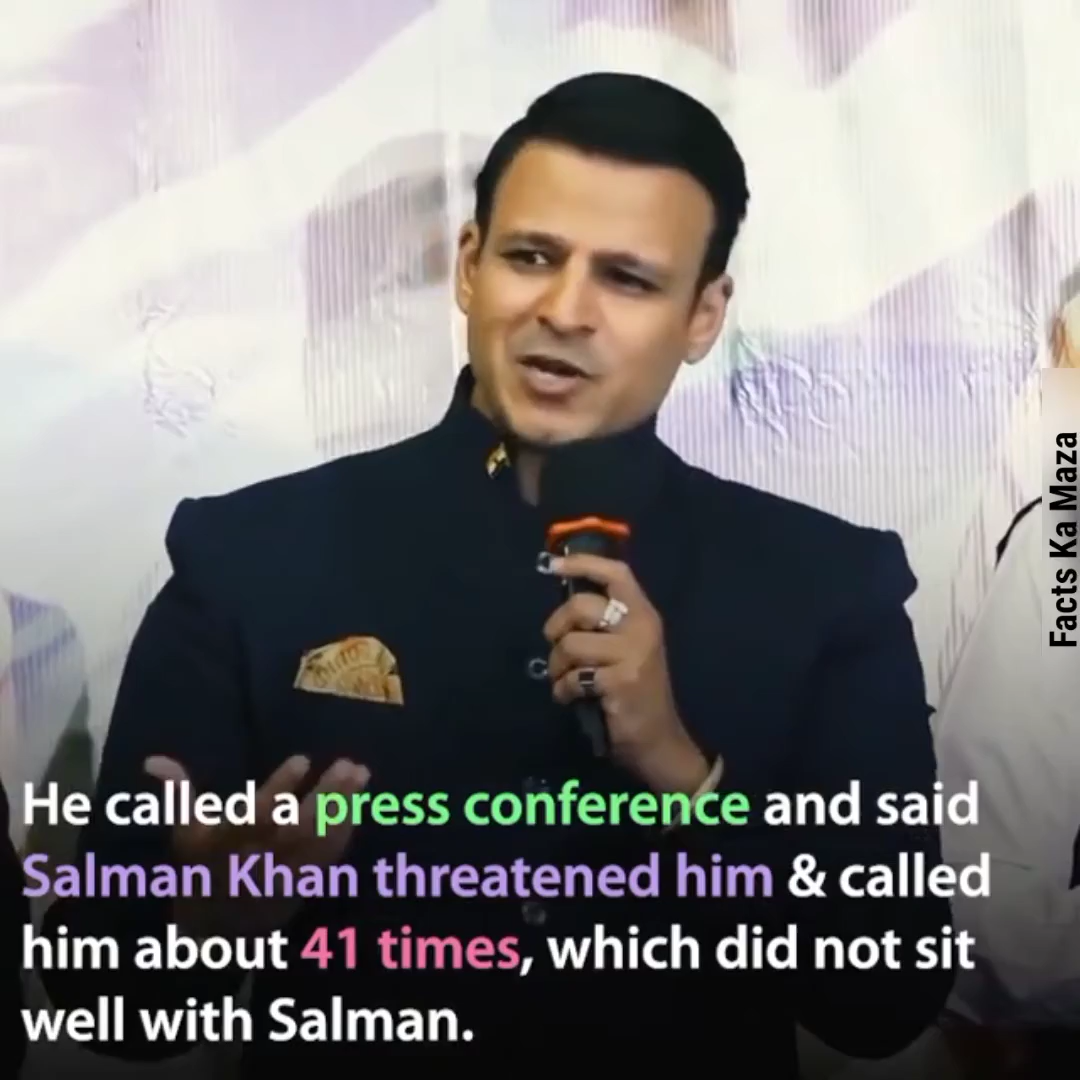 He called a press conference and said
Salman Khan threatened him & called
him about 41 times, which did not sit
well with Salman.
Facts Ka Maza